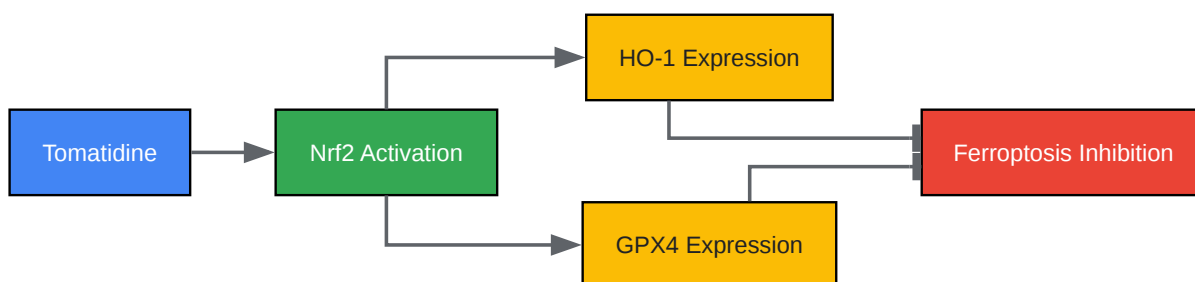 Tomatidine
Nrf2 Activation
HO-1 Expression
GPX4 Expression
Ferroptosis Inhibition